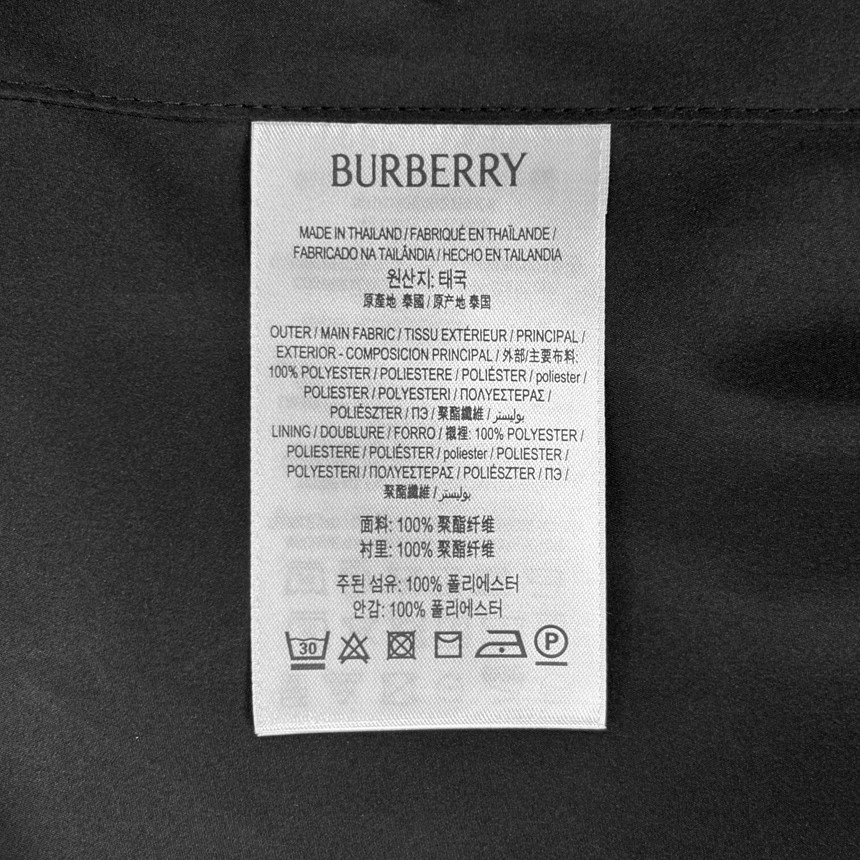 BURBERRY
MADE IN THAILAND / FABRIQUÉ EN THAÏLANDE /
FABRICADO NA TAILÂNDIA / HECHO EN TAILANDIA
원산지: 태국
原產地 泰國 / 原产地 泰国
OUTER / MAIN FABRIC / TISSU EXTÉRIEUR / PRINCIPAL /
EXTERIOR - COMPOSICION PRINCIPAL / 外部/主要布料:
100% POLYESTER / POLIESTERE / POLIÉSTER / poliester /
POLIESTER / POLYESTERI / ΠΟΛΥΕΣΤΕΡΑΣ /
POLIÉSZTER / ПЭ / 聚酯纖維 / بوليستر
LINING / DOUBLURE / FORRO / 襯裡: 100% POLYESTER /
POLIESTERE / POLIÉSTER / poliester / POLIESTER /
POLYESTERI / ΠΟΛΥΕΣΤΕΡΑΣ / POLIÉSZTER / ПЭ /
聚酯纖維 / بوليستر
面料: 100% 聚酯纤维
衬里: 100% 聚酯纤维
주된 섬유: 100% 폴리에스터
안감: 100% 폴리에스터
30 P